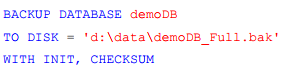 BACKUP DATABASE demoDB
TO DISK = 'd:\data\demoDB_Full.bak'
WITH INIT, CHECKSUM